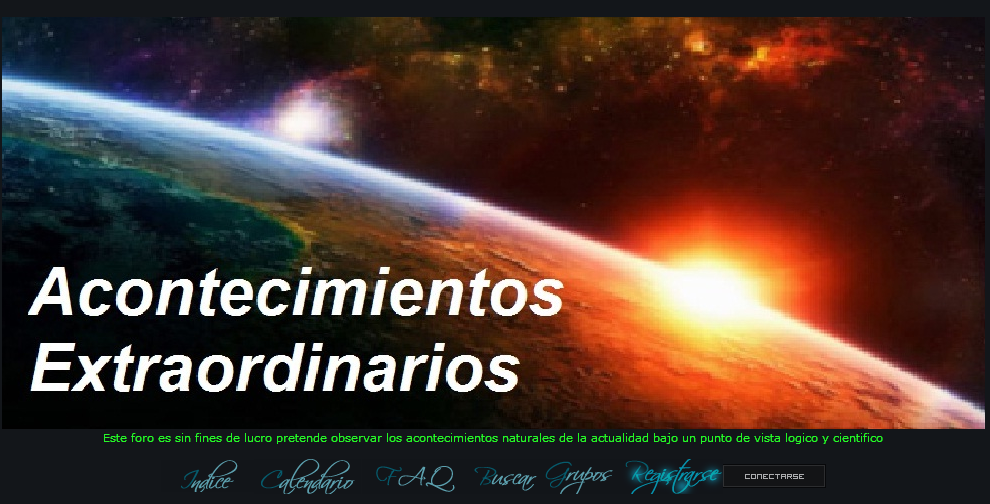 Acontecimientos
Extraordinarios
Este foro es sin fines de lucro pretende observar los acontecimientos naturales de la actualidad bajo un punto de vista logico y cientifico
Indice Calendario F.A.Q. Buscar Grupos Registrarse CONECTARSE